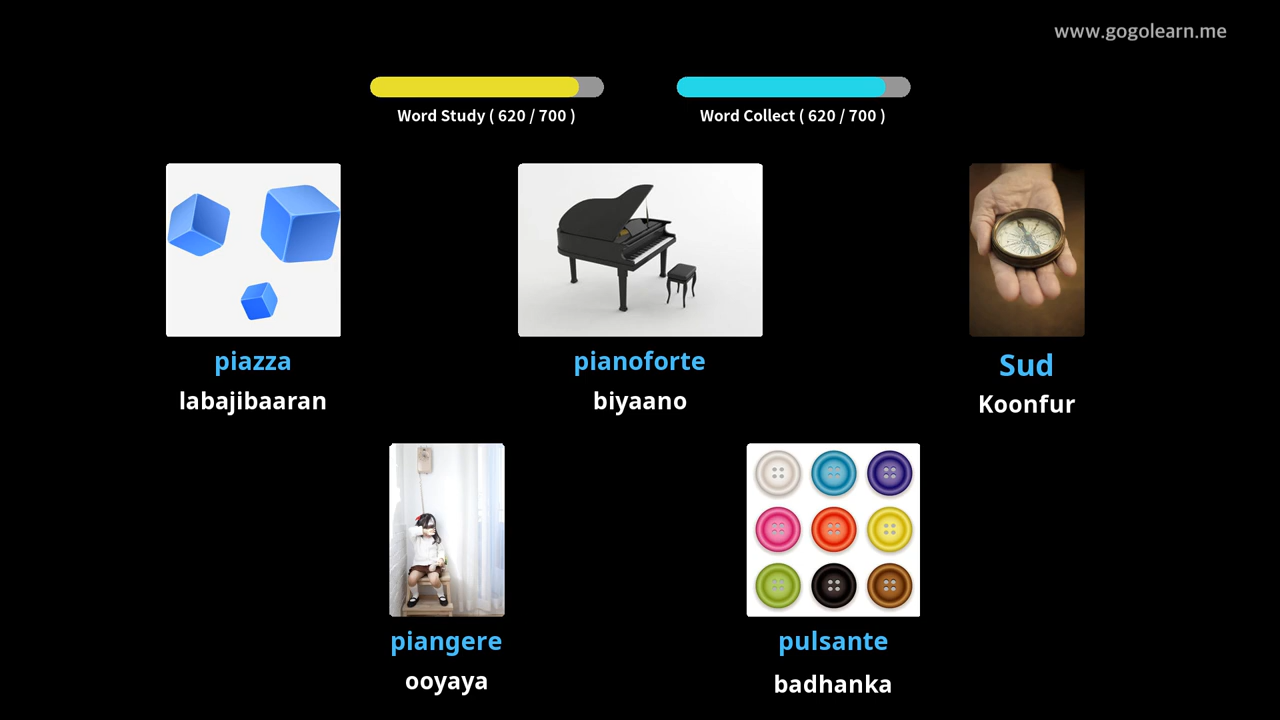 www.gogolearn.me
Word Study ( 620 / 700 )
Word Collect ( 620 / 700 )
piazza
labajibaaran
pianoforte
biyaano
Sud
Koonfur
piangere
ooyaya
pulsante
badhanka